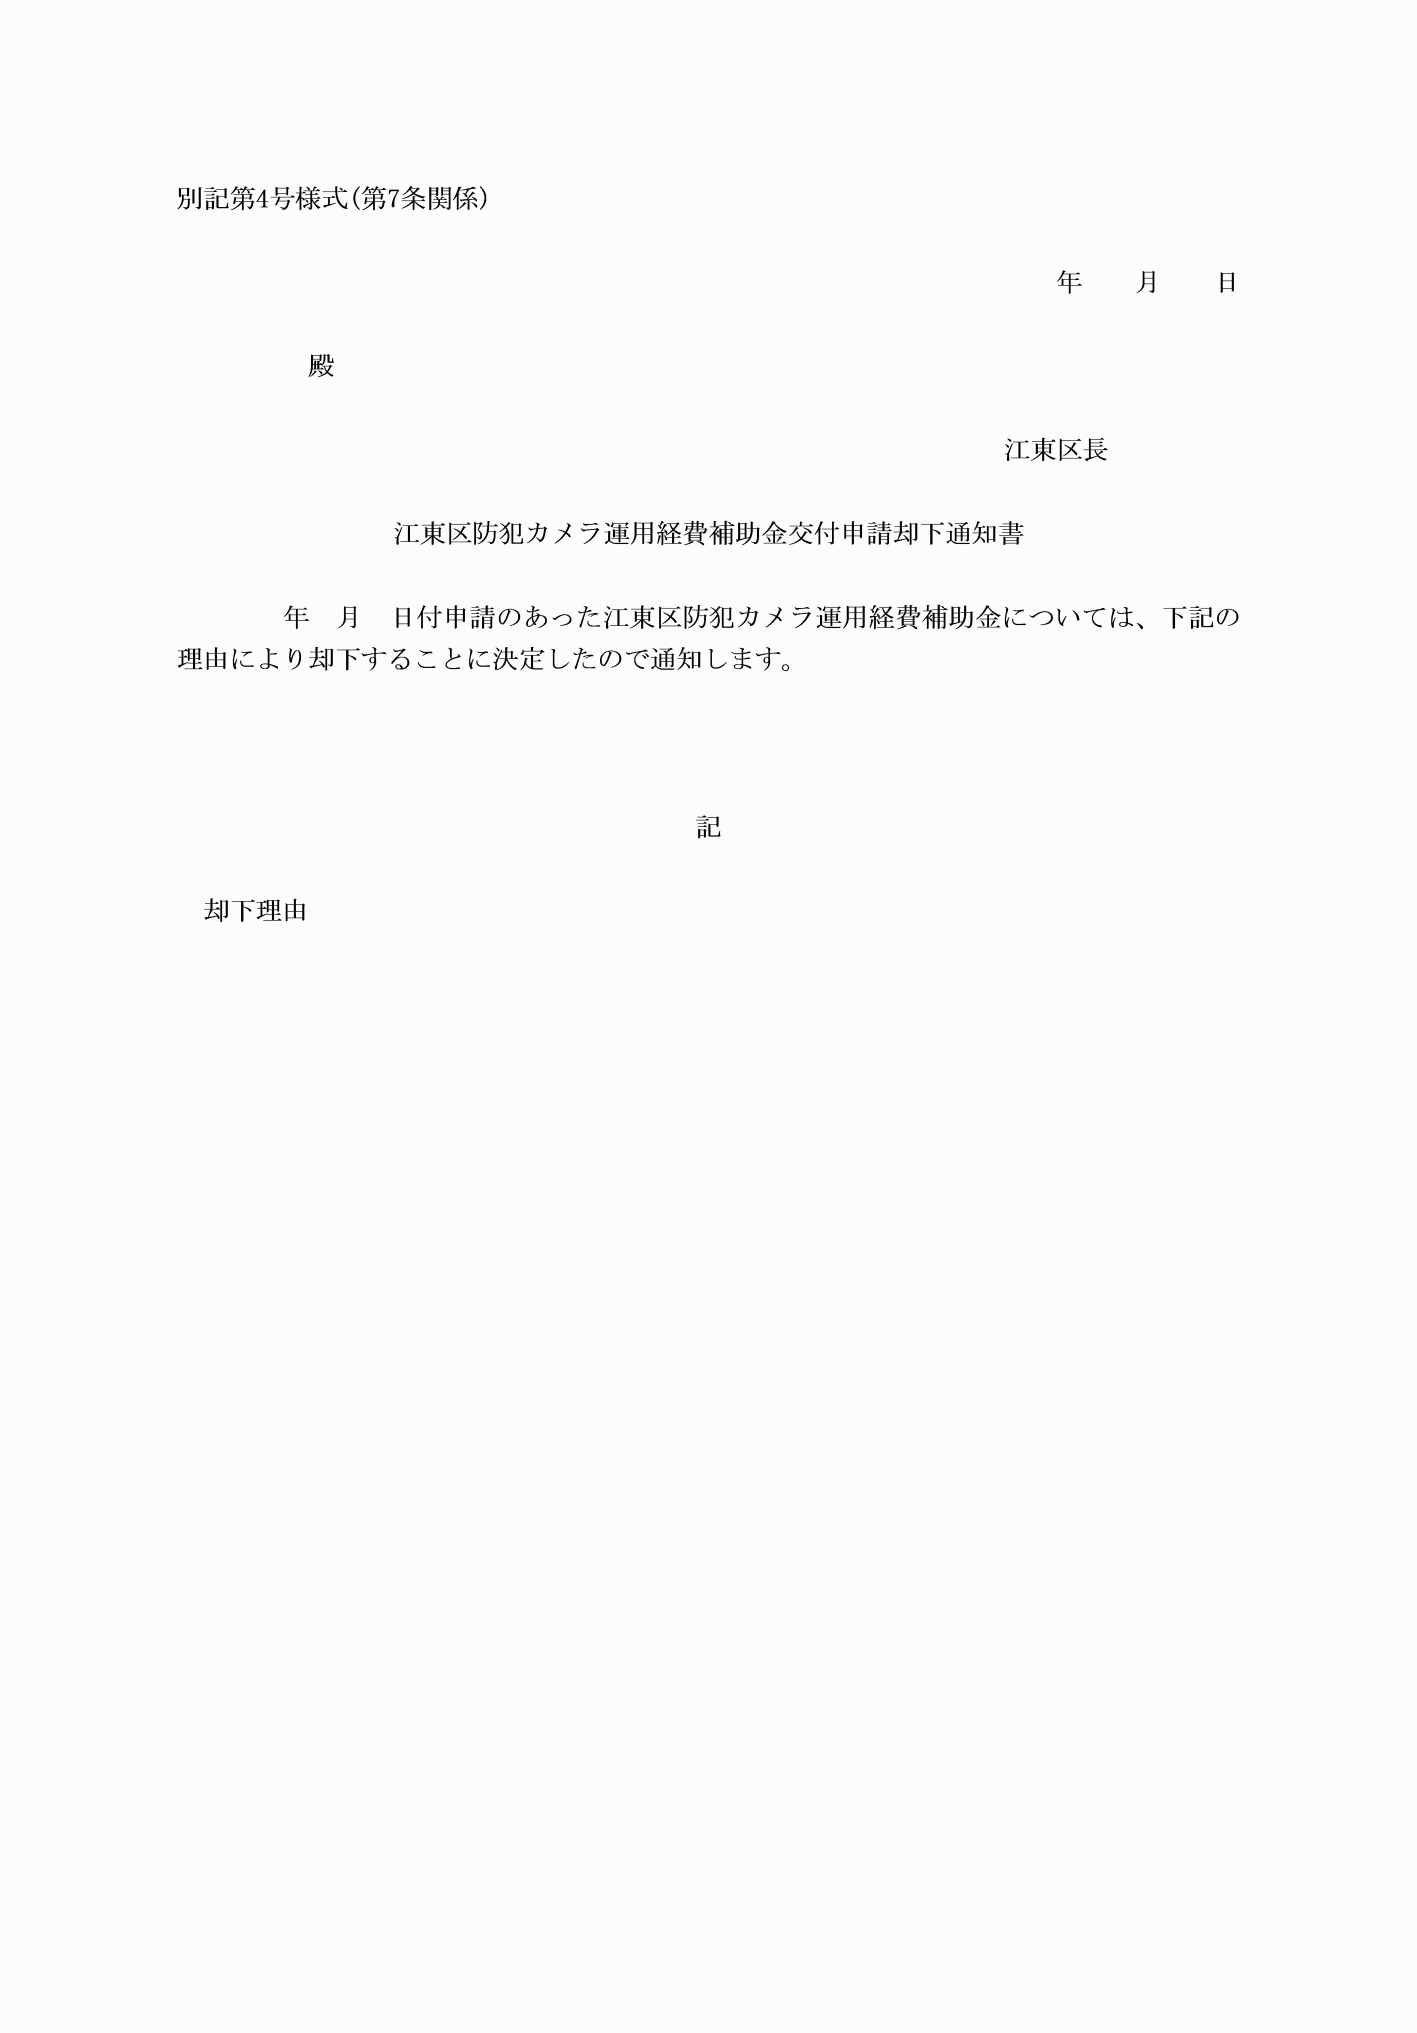 別記第4号様式(第7条関係)
年　　月　　日
殿
江東区長
江東区防犯カメラ運用経費補助金交付申請却下通知書
年　月　日付申請のあった江東区防犯カメラ運用経費補助金については、下記の
理由により却下することに決定したので通知します。
記
却下理由